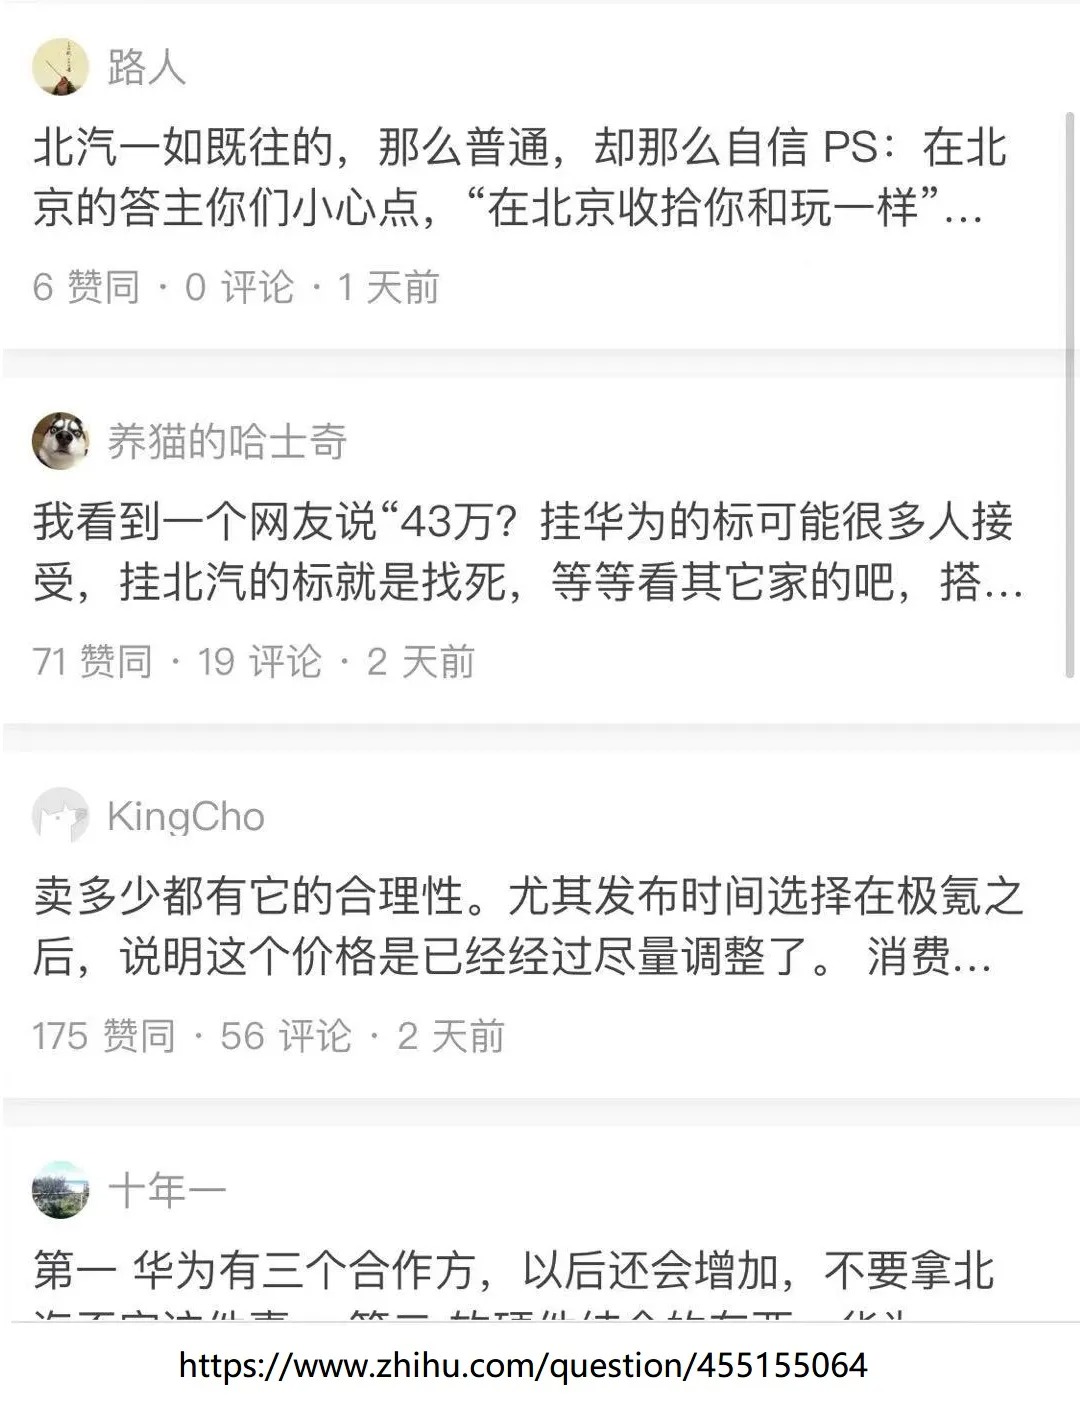 路人
北汽一如既往的，那么普通，却那么自信 PS：在北
京的答主你们小心点，“在北京收拾你和玩一样”...
6 赞同 · 0 评论 · 1 天前
养猫的哈士奇
我看到一个网友说“43万？挂华为的标可能很多人接
受，挂北汽的标就是找死，等等看其它家的吧，搭...
71 赞同 · 19 评论 · 2 天前
KingCho
卖多少都有它的合理性。尤其发布时间选择在极氪之
后，说明这个价格是已经经过尽量调整了。 消费...
175 赞同 · 56 评论 · 2 天前
十年一
第一 华为有三个合作方，以后还会增加，不要拿北
https://www.zhihu.com/question/455155064